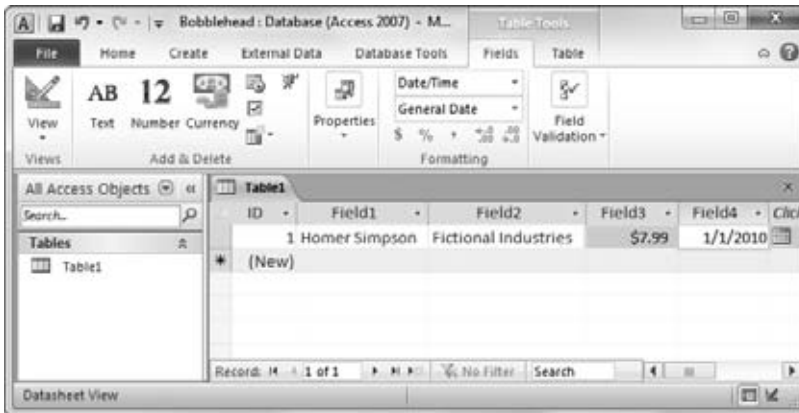 Bobblehead : Database (Access 2007) - M...
Table Tools
File Home Create External Data Database Tools Fields Table
View
Views
AB
Text
12
Number
Currency
Add & Delete
Properties
Date/Time
General Date
$ %
Formatting
Field
Validation
All Access Objects
Search...
Tables
Table1
Table1
ID Field1 Field2 Field3 Field4 Clic
1 Homer Simpson Fictional Industries $7.99 1/1/2010
* (New)
Record: 1 of 1 No Filter Search
Datasheet View